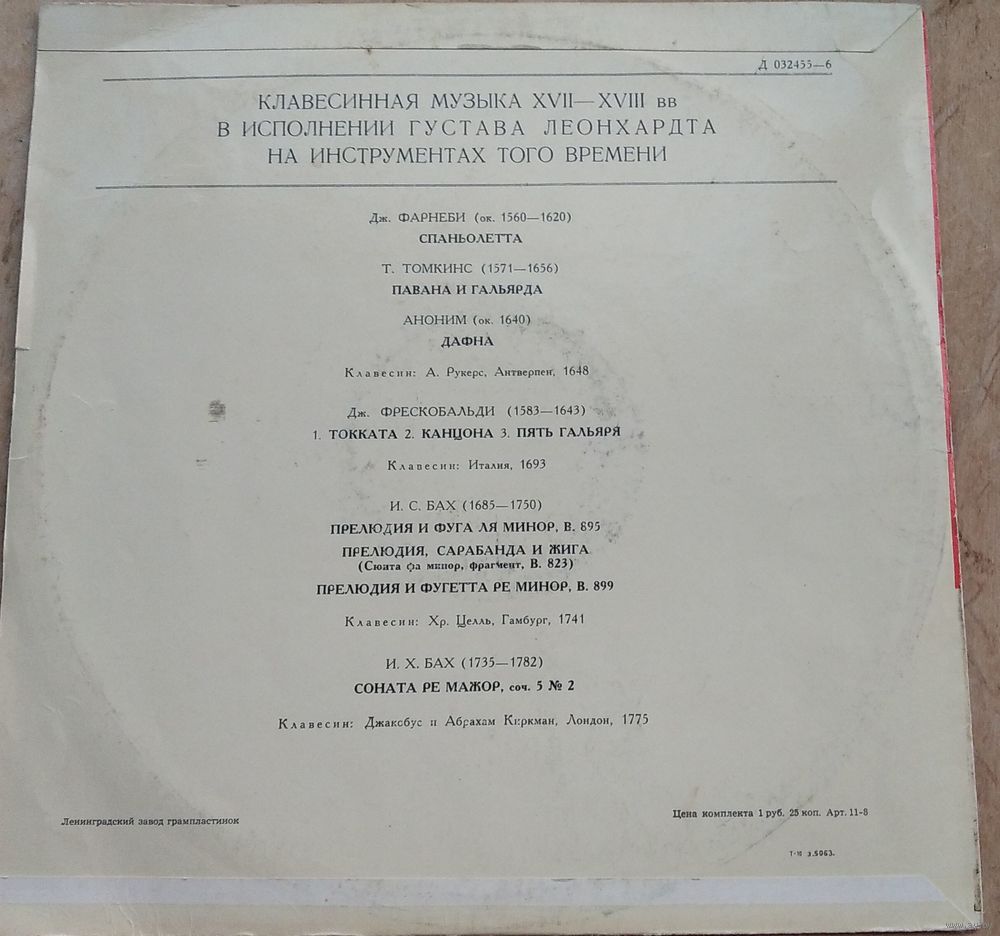 Д 032455—6
КЛАВЕСИННАЯ МУЗЫКА XVII—XVIII вв
В ИСПОЛНЕНИИ ГУСТАВА ЛЕОНХАРДТА
НА ИНСТРУМЕНТАХ ТОГО ВРЕМЕНИ
Дж. ФАРНЕБИ (ок. 1560—1620)
СПАНЬОЛЕТТА
Т. ТОМКИНС (1571—1656)
ПАВАНА И ГАЛЬЯРДА
АНОНИМ (ок. 1640)
ДАФНА
Клавесин: А. Рукерс, Антверпен, 1648
Дж. ФРЕСКОБАЛЬДИ (1583—1643)
1. ТОККАТА 2. КАНЦОНА 3. ПЯТЬ ГАЛЬЯРД
Клавесин: Италия, 1693
И. С. БАХ (1685—1750)
ПРЕЛЮДИЯ И ФУГА ЛЯ МИНОР, В. 895
ПРЕЛЮДИЯ, САРАБАНДА И ЖИГА
(Сюита фа минор, фрагмент, В. 823)
ПРЕЛЮДИЯ И ФУГЕТТА РЕ МИНОР, В. 899
Клавесин: Хр. Целль, Гамбург, 1741
И. Х. БАХ (1735—1782)
СОНАТА РЕ МАЖОР, соч. 5 № 2
Клавесин: Джакобус и Абрахам Киркман, Лондон, 1775
Ленинградский завод грампластинок
Цена комплекта 1 руб. 25 коп. Арт. 11-8